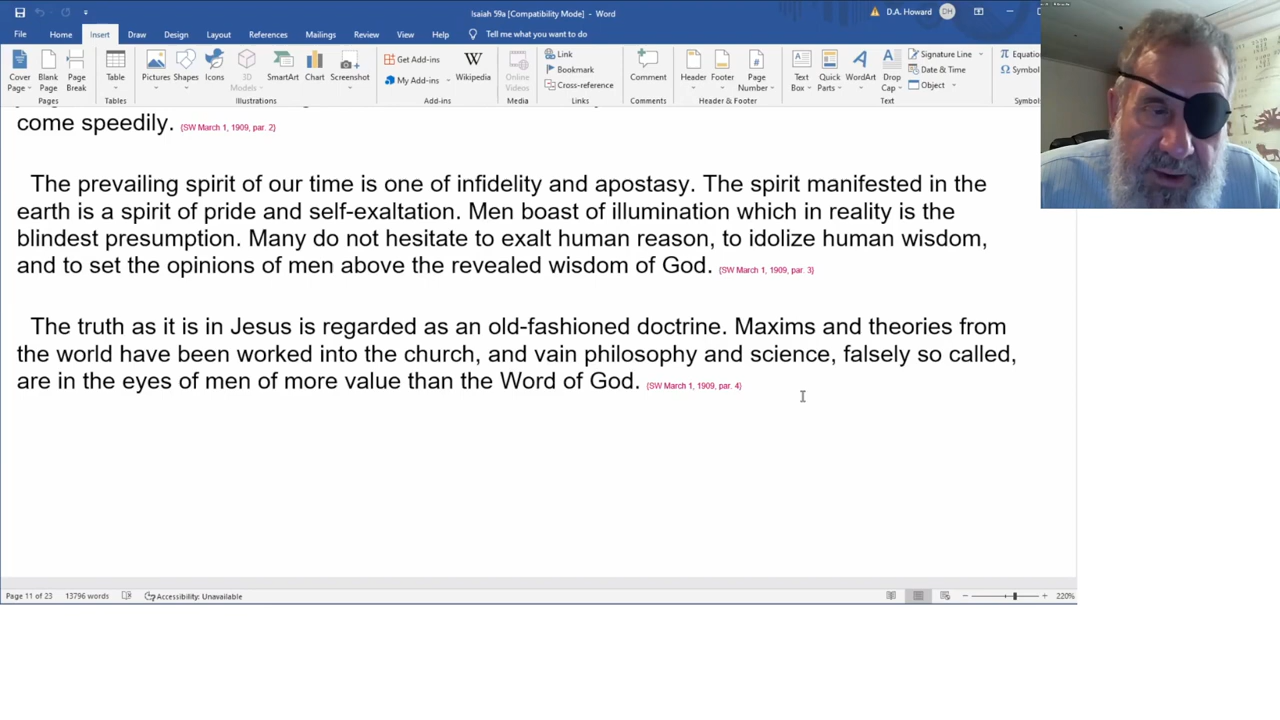 Isaiah 59a [Compatibility Mode] - Word
D.A. Howard DH
File Home Insert Draw Design Layout References Mailings Review View Help Tell me what you want to do
Cover Page
Blank Page
Page Break
Pages
Table
Tables
Pictures
Shapes
Icons
3D Models
SmartArt
Chart
Screenshot
Illustrations
Get Add-ins
My Add-ins
Wikipedia
Add-ins
Online Videos
Media
Link
Bookmark
Cross-reference
Links
Comment
Comments
Header
Footer
Page Number
Header & Footer
Text Box
Quick Parts
WordArt
Drop Cap
Signature Line
Date & Time
Object
Text
Equatio
Symbol
Symbols
come speedily. {SW March 1, 1909, par. 2}
The prevailing spirit of our time is one of infidelity and apostasy. The spirit manifested in the
earth is a spirit of pride and self-exaltation. Men boast of illumination which in reality is the
blindest presumption. Many do not hesitate to exalt human reason, to idolize human wisdom,
and to set the opinions of men above the revealed wisdom of God. {SW March 1, 1909, par. 3}
The truth as it is in Jesus is regarded as an old-fashioned doctrine. Maxims and theories from
the world have been worked into the church, and vain philosophy and science, falsely so called,
are in the eyes of men of more value than the Word of God. {SW March 1, 1909, par. 4}
Page 11 of 23 13796 words Accessibility: Unavailable 220%